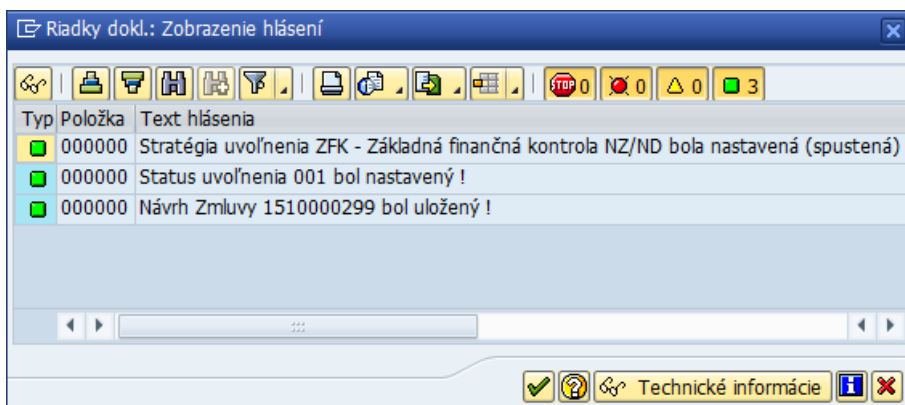 Riadky dokl.: Zobrazenie hlásení
STOP 0 0 0 3
Typ Položka Text hlásenia
000000 Stratégia uvoľnenia ZFK - Základná finančná kontrola NZ/ND bola nastavená (spustená)
000000 Status uvoľnenia 001 bol nastavený !
000000 Návrh Zmluvy 1510000299 bol uložený !
Technické informácie